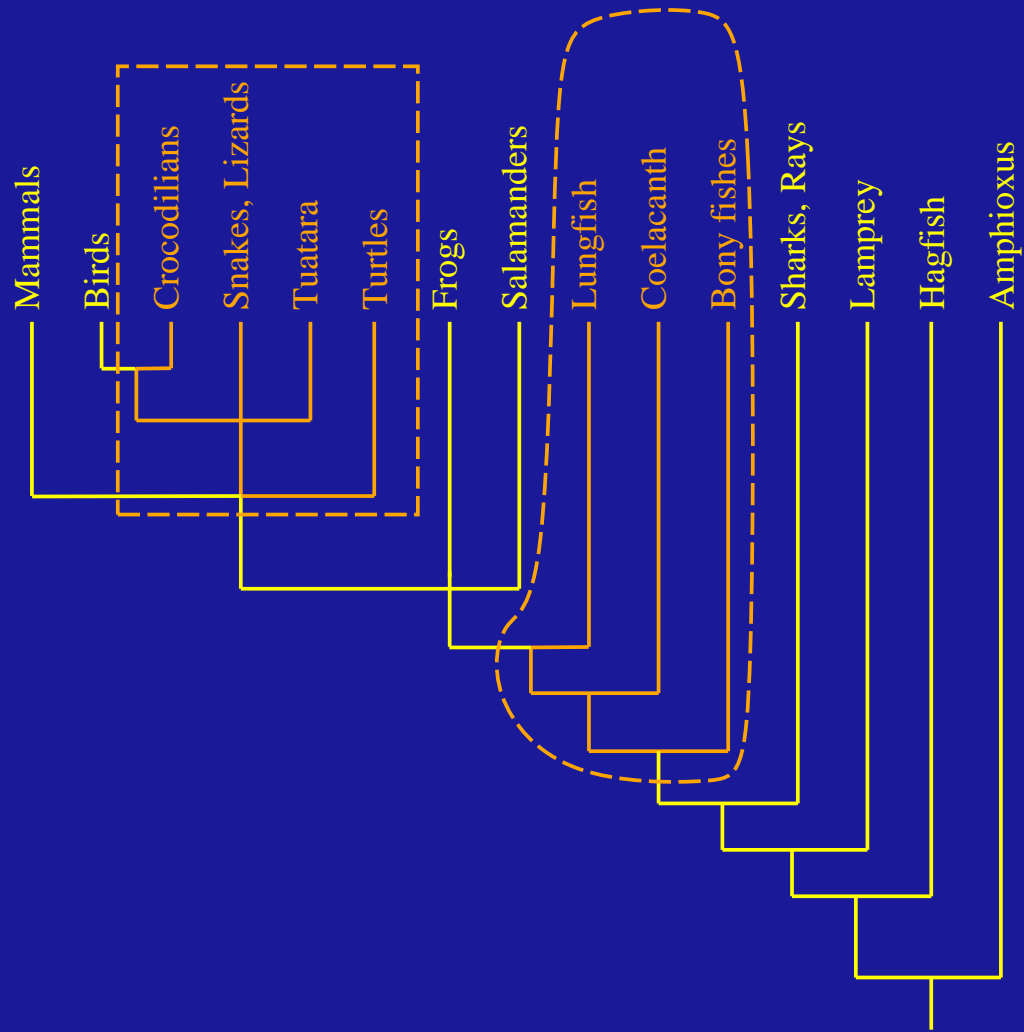 Mammals
Birds
Crocodilians
Snakes, Lizards
Tuatara
Turtles
Frogs
Salamanders
Lungfish
Coelacanth
Bony fishes
Sharks, Rays
Lamprey
Hagfish
Amphioxus